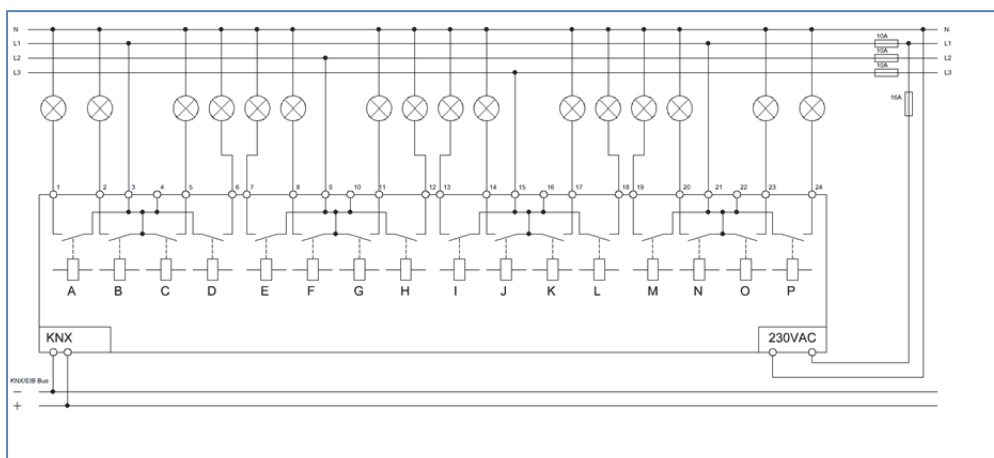 N N
L1 10A L1
L2 10A L2
L3 10A L3
16A
1 2 3 4 5 6 7 8 9 10 11 12 13 14 15 16 17 18 19 20 21 22 23 24
A B C D E F G H I J K L M N O P
KNX 230VAC
KNX/EIB Bus
−
+